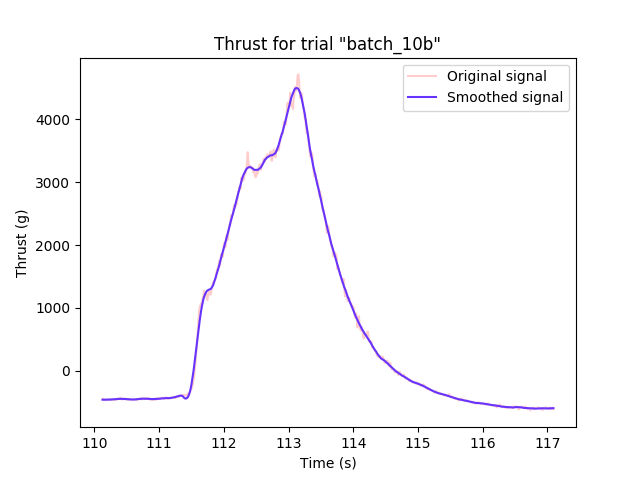 Thrust for trial "batch_10b"
Original signal
Smoothed signal
4000
3000
2000
1000
0
Thrust (g)
110
111
112
113
114
115
116
117
Time (s)